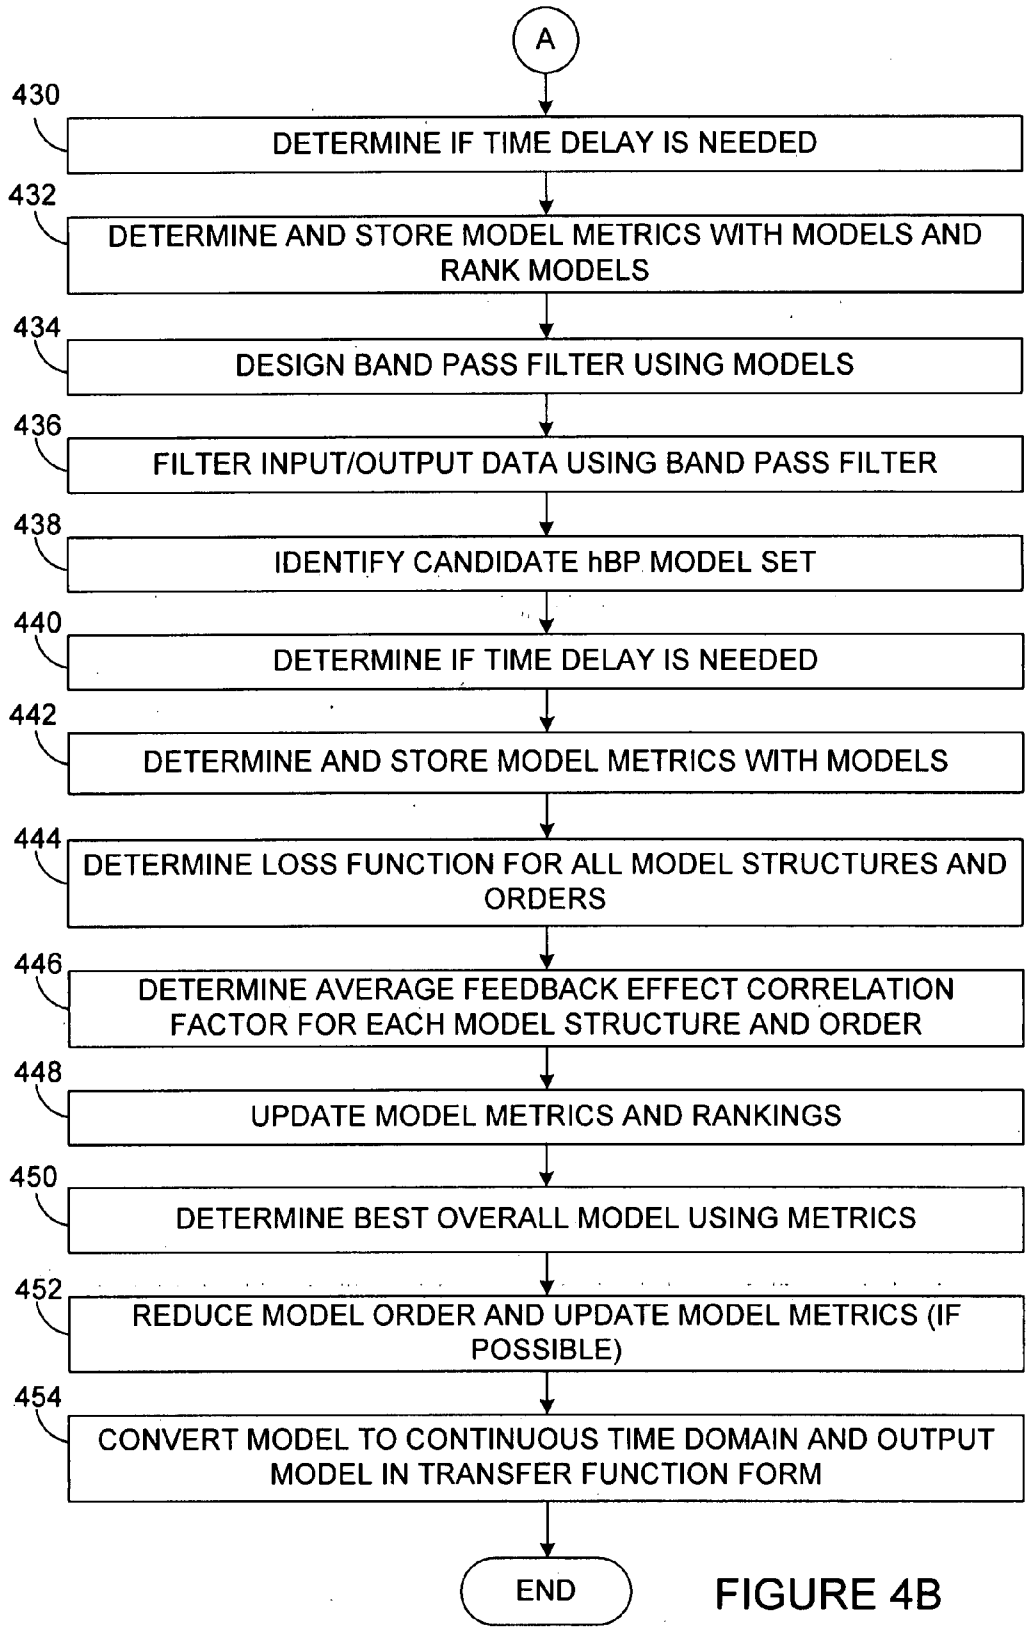 A
430
DETERMINE IF TIME DELAY IS NEEDED
432
DETERMINE AND STORE MODEL METRICS WITH MODELS AND
RANK MODELS
434
DESIGN BAND PASS FILTER USING MODELS
436
FILTER INPUT/OUTPUT DATA USING BAND PASS FILTER
438
IDENTIFY CANDIDATE hBP MODEL SET
440
DETERMINE IF TIME DELAY IS NEEDED
442
DETERMINE AND STORE MODEL METRICS WITH MODELS
444
DETERMINE LOSS FUNCTION FOR ALL MODEL STRUCTURES AND
ORDERS
446
DETERMINE AVERAGE FEEDBACK EFFECT CORRELATION
FACTOR FOR EACH MODEL STRUCTURE AND ORDER
448
UPDATE MODEL METRICS AND RANKINGS
450
DETERMINE BEST OVERALL MODEL USING METRICS
452
REDUCE MODEL ORDER AND UPDATE MODEL METRICS (IF
POSSIBLE)
454
CONVERT MODEL TO CONTINUOUS TIME DOMAIN AND OUTPUT
MODEL IN TRANSFER FUNCTION FORM
END
FIGURE 4B